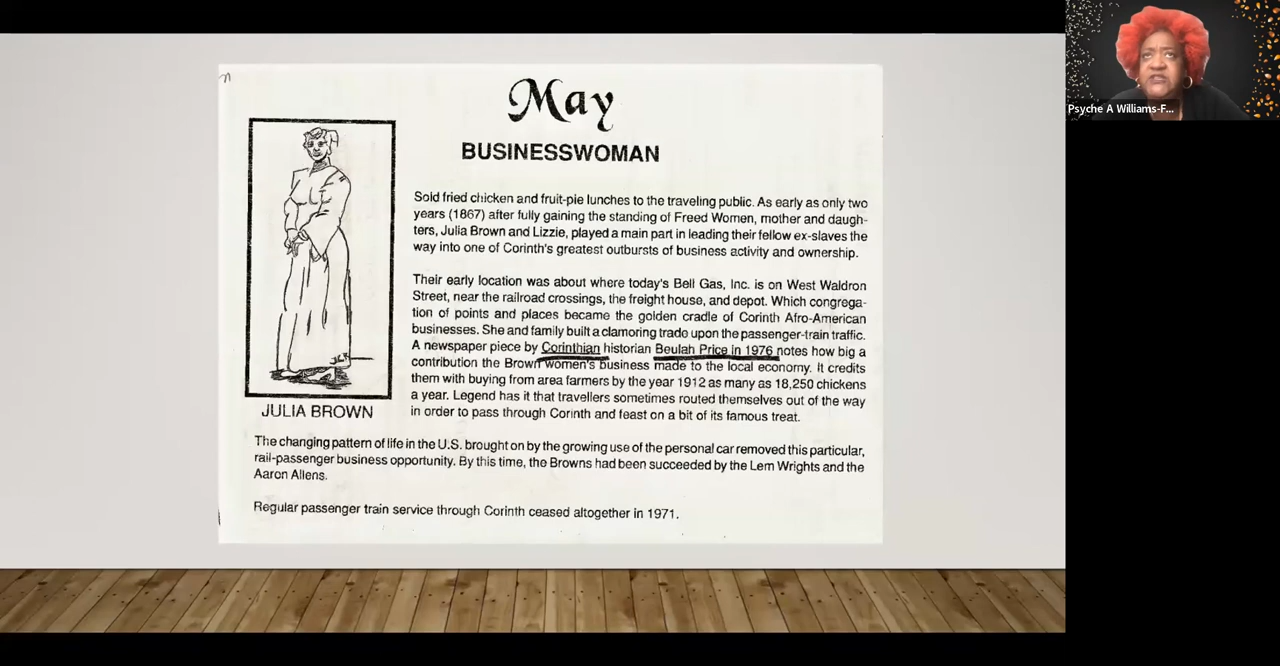 May
BUSINESSWOMAN
Sold fried chicken and fruit-pie lunches to the traveling public. As early as only two
years (1867) after fully gaining the standing of Freed Women, mother and daugh-
ters, Julia Brown and Lizzie, played a main part in leading their fellow ex-slaves the
way into one of Corinth's greatest outbursts of business activity and ownership.
Their early location was about where today's Bell Gas, Inc. is on West Waldron
Street, near the railroad crossings, the freight house, and depot. Which congrega-
tion of points and places became the golden cradle of Corinth Afro-American
businesses. She and family built a clamoring trade upon the passenger-train traffic.
A newspaper piece by Corinthian historian Beulah Price in 1976 notes how big a
contribution the Brown women's business made to the local economy. It credits
them with buying from area farmers by the year 1912 as many as 18,250 chickens
a year. Legend has it that travellers sometimes routed themselves out of the way
in order to pass through Corinth and feast on a bit of its famous treat.
JULIA BROWN
The changing pattern of life in the U.S. brought on by the growing use of the personal car removed this particular,
rail-passenger business opportunity. By this time, the Browns had been succeeded by the Lem Wrights and the
Aaron Allens.
Regular passenger train service through Corinth ceased altogether in 1971.
Psyche A Williams-F...